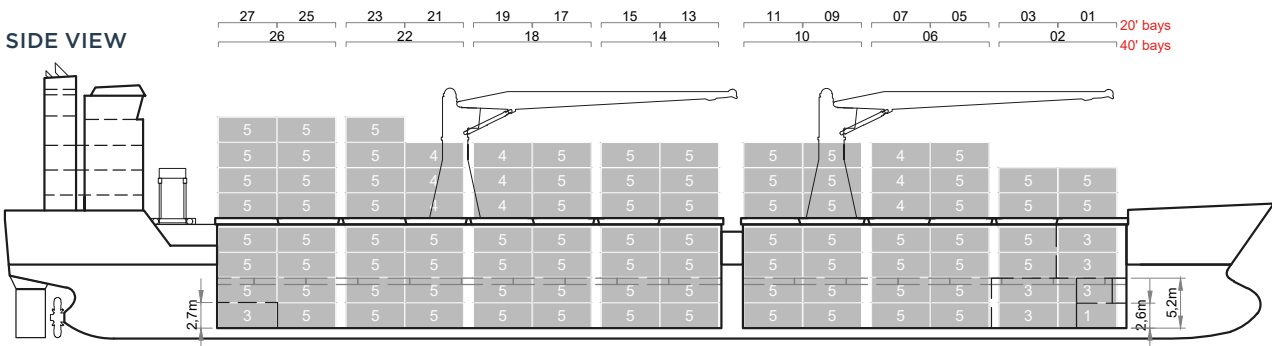 27 25 23 21 19 17 15 13 11 09 07 05 03 01 20' bays
SIDE VIEW
26 22 18 14 10 06 02 40' bays
5 5 5
5 5 5 4 4 5 5 5 5 5 4 5
5 5 5 4 4 5 5 5 5 5 4 5 5 5
5 5 5 4 4 5 5 5 5 5 4 5 5 5
5 5 5 5 5 5 5 5 5 5 5 5 5 3
5 5 5 5 5 5 5 5 5 5 5 5 5 3
5 5 5 5 5 5 5 5 5 5 5 5 3 3
3 5 5 5 5 5 5 5 5 5 5 5 3 1
2,7m
2,6m
5,2m